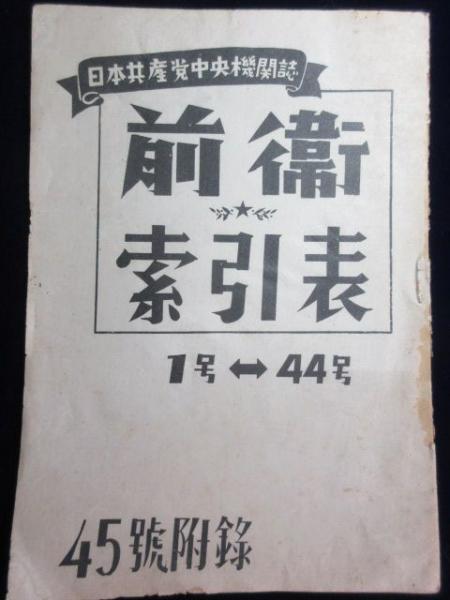 日本共產党中央機関誌
前衞
索引表
1号↔44号
45號附錄